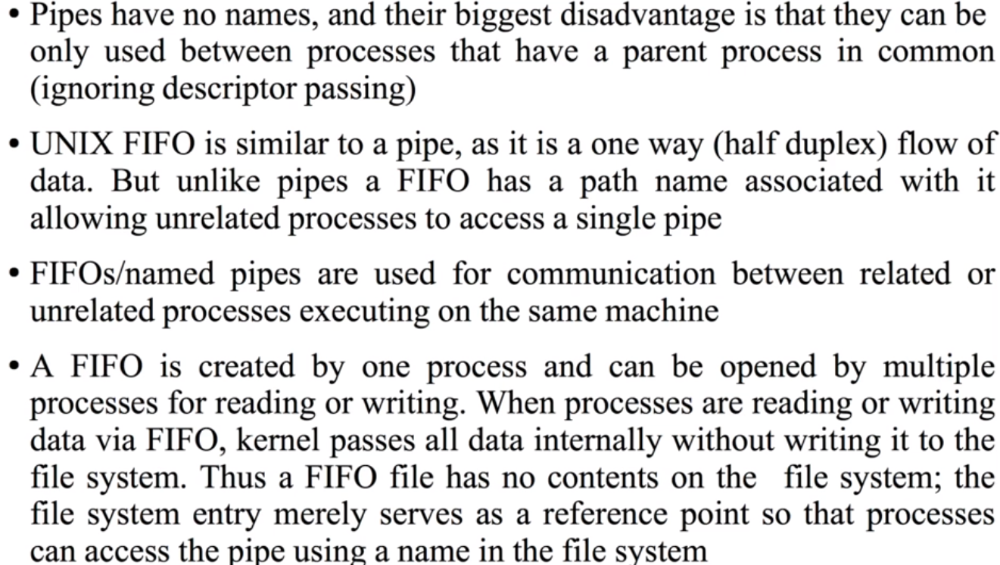 • Pipes have no names, and their biggest disadvantage is that they can be
only used between processes that have a parent process in common
(ignoring descriptor passing)
• UNIX FIFO is similar to a pipe, as it is a one way (half duplex) flow of
data. But unlike pipes a FIFO has a path name associated with it
allowing unrelated processes to access a single pipe
• FIFOs/named pipes are used for communication between related or
unrelated processes executing on the same machine
• A FIFO is created by one process and can be opened by multiple
processes for reading or writing. When processes are reading or writing
data via FIFO, kernel passes all data internally without writing it to the
file system. Thus a FIFO file has no contents on the file system; the
file system entry merely serves as a reference point so that processes
can access the pipe using a name in the file system